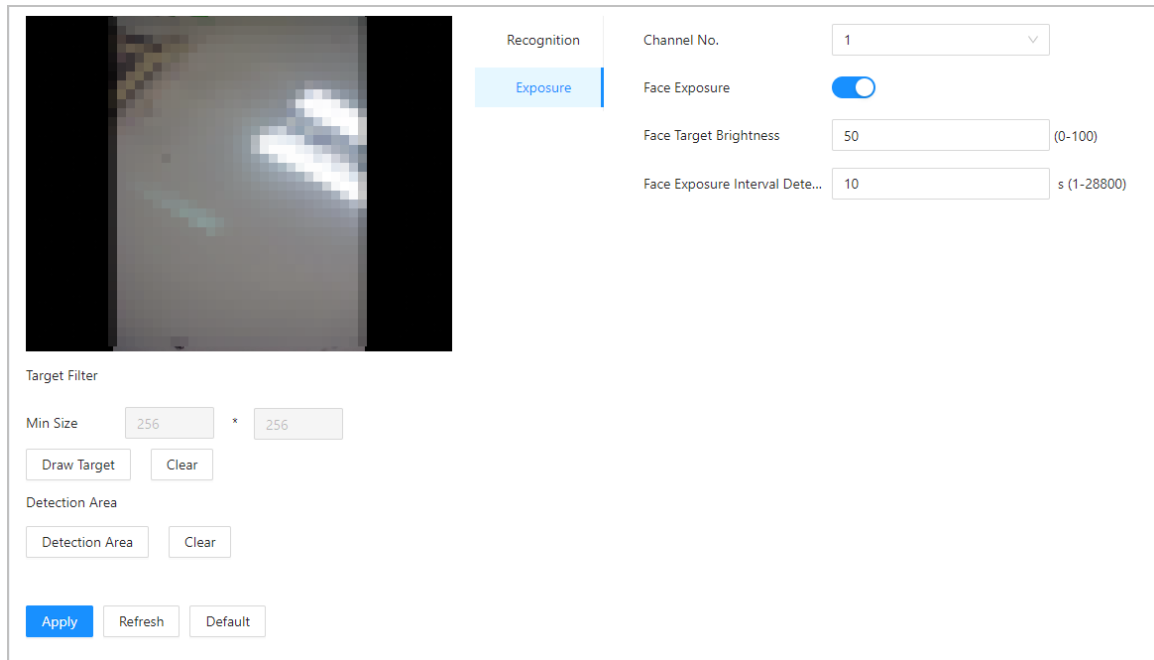 Recognition
Exposure
Channel No. 1
Face Exposure
Face Target Brightness 50 (0-100)
Face Exposure Interval Dete... 10 s (1-28800)
Target Filter
Min Size 256 * 256
Draw Target Clear
Detection Area
Detection Area Clear
Apply Refresh Default